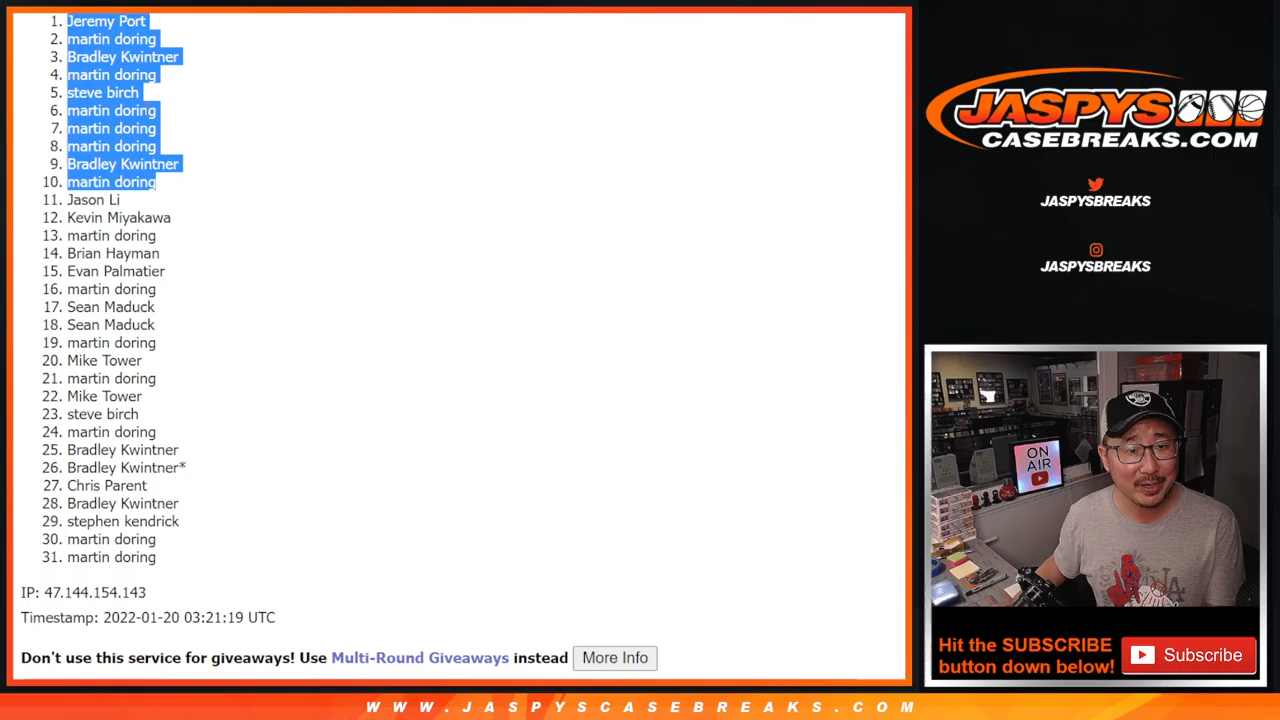 1. Jeremy Port
2. martin doring
3. Bradley Kwintner
4. martin doring
5. steve birch
6. martin doring
7. martin doring
8. martin doring
9. Bradley Kwintner
10. martin doring
11. Jason Li
12. Kevin Miyakawa
13. martin doring
14. Brian Hayman
15. Evan Palmatier
16. martin doring
17. Sean Maduck
18. Sean Maduck
19. martin doring
20. Mike Tower
21. martin doring
22. Mike Tower
23. steve birch
24. martin doring
25. Bradley Kwintner
26. Bradley Kwintner*
27. Chris Parent
28. Bradley Kwintner
29. stephen kendrick
30. martin doring
31. martin doring
IP: 47.144.154.143
Timestamp: 2022-01-20 03:21:19 UTC
Don't use this service for giveaways! Use Multi-Round Giveaways instead More Info
JASPYS
CASEBREAKS.COM
JASPYSBREAKS
JASPYSBREAKS
ON
AIR
LA
Hit the SUBSCRIBE
button down below!
Subscribe
WWW.JASPYSCASEBREAKS.COM